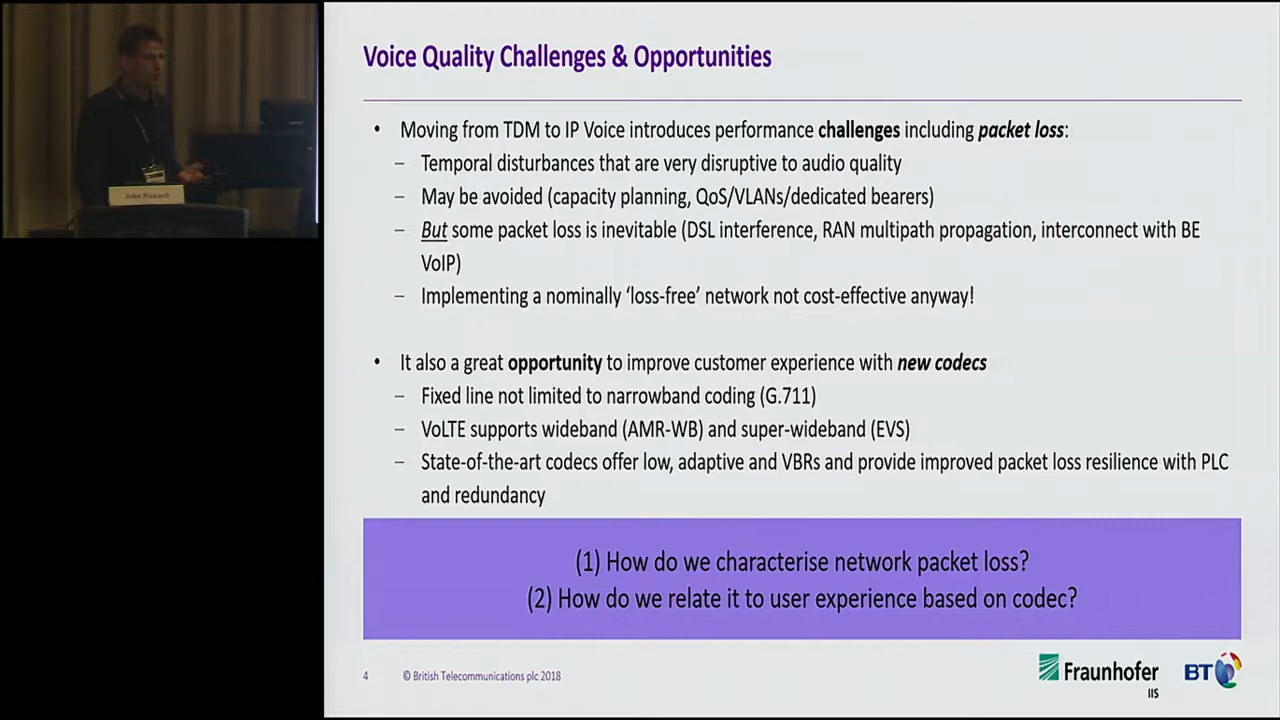 Voice Quality Challenges & Opportunities
• Moving from TDM to IP Voice introduces performance challenges including packet loss:
– Temporal disturbances that are very disruptive to audio quality
– May be avoided (capacity planning, QoS/VLANs/dedicated bearers)
– But some packet loss is inevitable (DSL interference, RAN multipath propagation, interconnect with BE
VoIP)
– Implementing a nominally ‘loss-free’ network not cost-effective anyway!
• It also a great opportunity to improve customer experience with new codecs
– Fixed line not limited to narrowband coding (G.711)
– VoLTE supports wideband (AMR-WB) and super-wideband (EVS)
– State-of-the-art codecs offer low, adaptive and VBRs and provide improved packet loss resilience with PLC
and redundancy
(1) How do we characterise network packet loss?
(2) How do we relate it to user experience based on codec?
4 © British Telecommunications plc 2018
Fraunhofer
IIS
BT
John